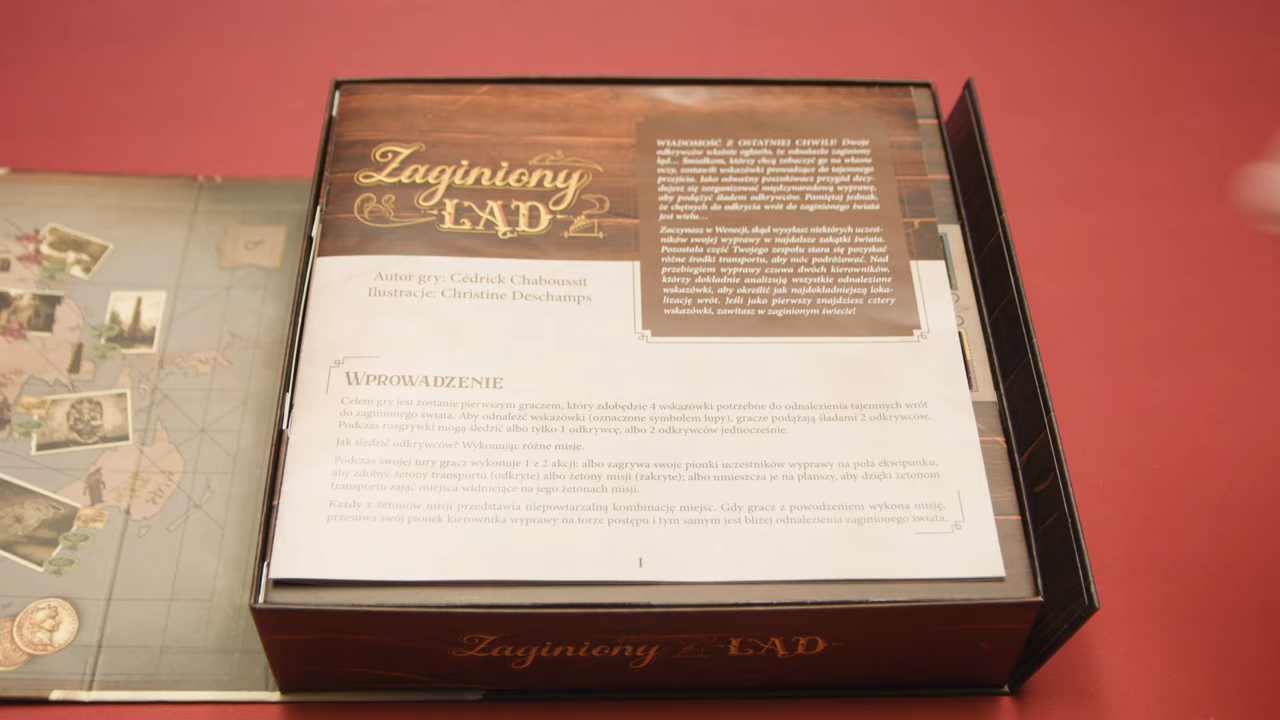 Zaginiony
LĄD
Autor gry: Cédrick Chaboussit
Ilustracje: Christine Deschamps
WIADOMOŚĆ Z OSTATNIEJ CHWILI! Dwoje
odkrywców właśnie ogłosiło, że odnalazło zaginiony
ląd... Śmiałkom, którzy chcą zobaczyć go na własne
oczy, zostawili wskazówki prowadzące do tajemnego
przejścia. Jako odważny poszukiwacz przygód decy-
dujesz się zorganizować międzynarodową wyprawę,
aby podążyć śladem odkrywców. Pamiętaj jednak,
że chętnych do odkrycia wrót do zaginionego świata
jest wielu...
Zaczynasz w Wenecji, skąd wysyłasz niektórych uczest-
ników swojej wyprawy w najdalsze zakątki świata.
Pozostała część Twojego zespołu stara się pozyskać
różne środki transportu, aby móc podróżować. Nad
przebiegiem wyprawy czuwa dwóch kierowników,
którzy dokładnie analizują wszystkie odnalezione
wskazówki, aby określić jak najdokładniejszą loka-
lizację wrót. Jeśli jako pierwszy znajdziesz cztery
wskazówki, zawitasz w zaginionym świecie!
WPROWADZENIE
Celem gry jest zostanie pierwszym graczem, który zdobędzie 4 wskazówki potrzebne do odnalezienia tajemnych wrót
do zaginionego świata. Aby odnaleźć wskazówki (oznaczone symbolem lupy), gracze podążają śladami 2 odkrywców.
Podczas rozgrywki mogą śledzić albo tylko 1 odkrywcę, albo 2 odkrywców jednocześnie.
Jak śledzić odkrywców? Wykonując różne misje.
Podczas swojej tury gracz wykonuje 1 z 2 akcji: albo zagrywa swoje pionki uczestników wyprawy na pola ekwipunku,
aby zdobyć żetony transportu (odkryte) albo żetony misji (zakryte); albo umieszcza je na planszy, aby dzięki żetonom
transportu zająć miejsca widniejące na jego żetonach misji.
Każdy z żetonów misji przedstawia niepowtarzalną kombinację miejsc. Gdy gracz z powodzeniem wykona misję,
przesuwa swój pionek kierownika wyprawy na torze postępu i tym samym jest bliżej odnalezienia zaginionego świata.
1
Zaginiony LĄD